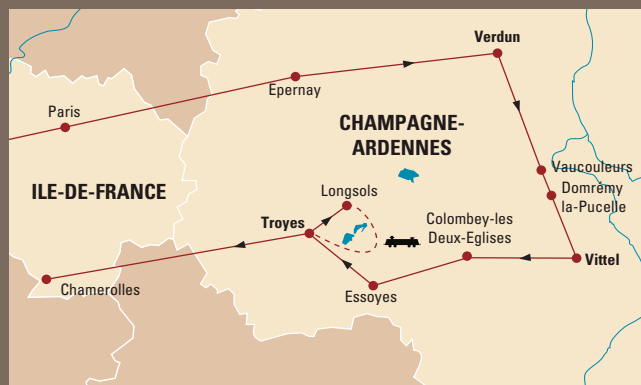 Verdun
Epernay
Paris
CHAMPAGNE-
ARDENNES
Vaucouleurs
ILE-DE-FRANCE
Longsols
Domrémy
la-Pucelle
Troyes
Colombey-les
Deux-Eglises
Vittel
Chamerolles
Essoyes